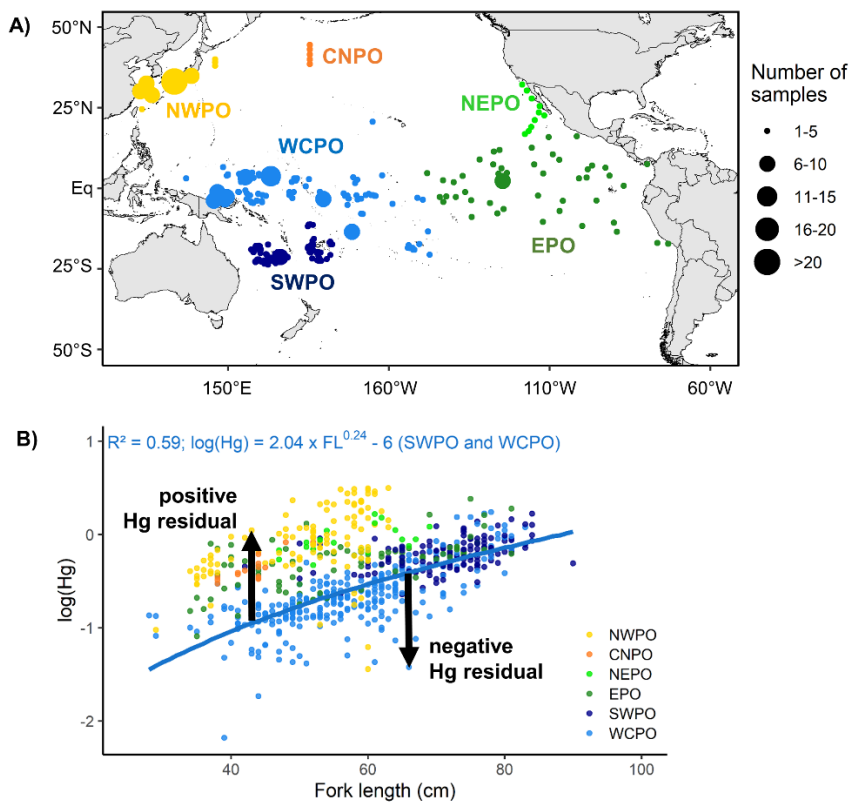 A)
50°N
25°N
Eq
25°S
50°S
CNPO
NWPO
NEPO
WCPO
EPO
SWPO
150°E
160°W
110°W
60°W
Number of
samples
1-5
6-10
11-15
16-20
>20
B)
R² = 0.59; log(Hg) = 2.04 x FL^0.24 - 6 (SWPO and WCPO)
positive
Hg residual
negative
Hg residual
log(Hg)
1
0
-1
-2
40
60
80
100
Fork length (cm)
NWPO
CNPO
NEPO
EPO
SWPO
WCPO